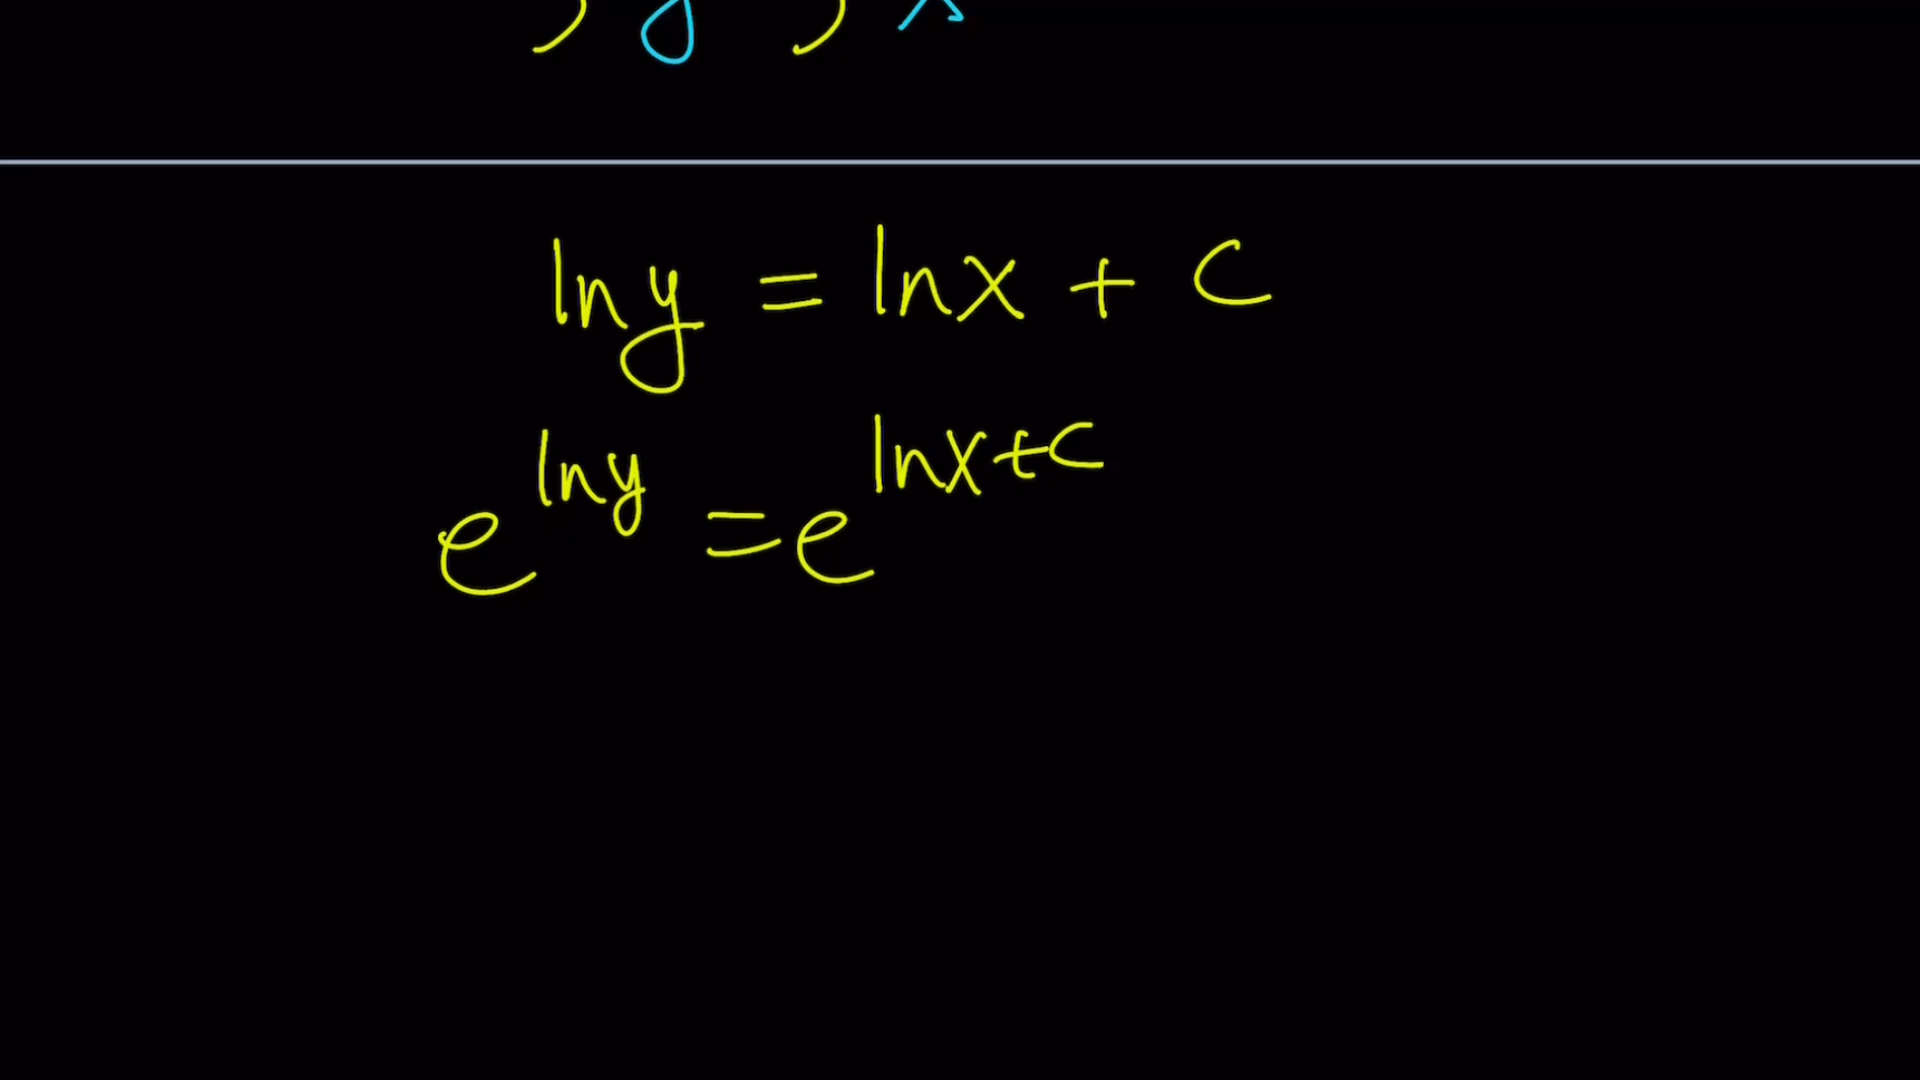 ln y = ln x + c
e^{ln y} = e^{ln x + c}